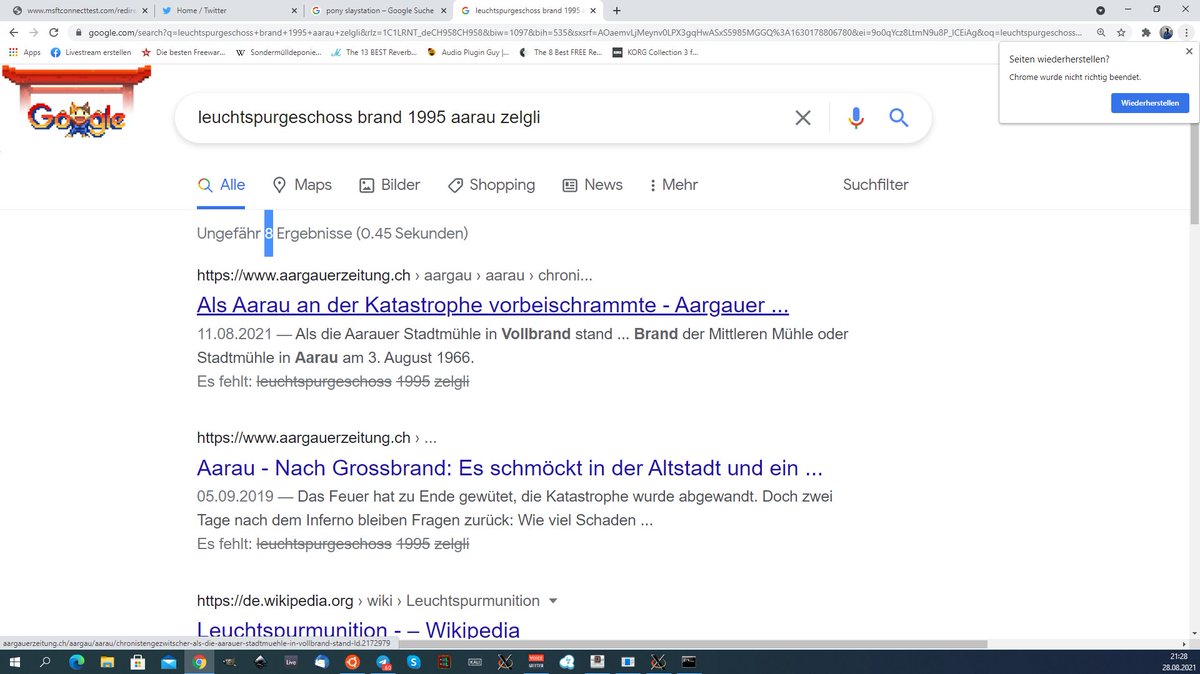 www.msftconnecttest.com/redire
Home / Twitter
pony slaystation – Google Suche
leuchtspurgeschoss brand 1995
google.com/search?q=leuchtspurgeschoss+brand+1995+aarau+zelgli&rlz=1C1LRNT_deCH958CH958&biw=1097&bih=535&sxsrf=AOaemvLjMeynv0LPX3gqHwASxS5985MGGQ%3A1630178806780&ei=9o0qYcz8LtmN9u8P_ICEiAg&oq=leuchtspurgeschoss...
Apps
Livestream erstellen
Die besten Freewar...
Sondermülldeponie...
The 13 BEST Reverb...
Audio Plugin Guy |...
The 8 Best FREE Re...
KORG Collection 3 f...
Seiten wiederherstellen?
Chrome wurde nicht richtig beendet.
Wiederherstellen
Google
leuchtspurgeschoss brand 1995 aarau zelgli
Alle
Maps
Bilder
Shopping
News
Mehr
Suchfilter
Ungefähr 8 Ergebnisse (0.45 Sekunden)
https://www.aargauerzeitung.ch › aargau › aarau › chroni...
Als Aarau an der Katastrophe vorbeischrammte - Aargauer ...
11.08.2021 — Als die Aarauer Stadtmühle in Vollbrand stand ... Brand der Mittleren Mühle oder
Stadtmühle in Aarau am 3. August 1966.
Es fehlt: leuchtspurgeschoss 1995 zelgli
https://www.aargauerzeitung.ch › ...
Aarau - Nach Grossbrand: Es schmöckt in der Altstadt und ein ...
05.09.2019 — Das Feuer hat zu Ende gewütet, die Katastrophe wurde abgewandt. Doch zwei
Tage nach dem Inferno bleiben Fragen zurück: Wie viel Schaden ...
Es fehlt: leuchtspurgeschoss 1995 zelgli
https://de.wikipedia.org › wiki › Leuchtspurmunition
Leuchtspurmunition - – Wikipedia
aargauerzeitung.ch/aargau/aarau/chronistengezwitscher-als-die-aarauer-stadtmuehle-in-vollbrand-stand-ld.2172979
Live
21:28
28.08.2021